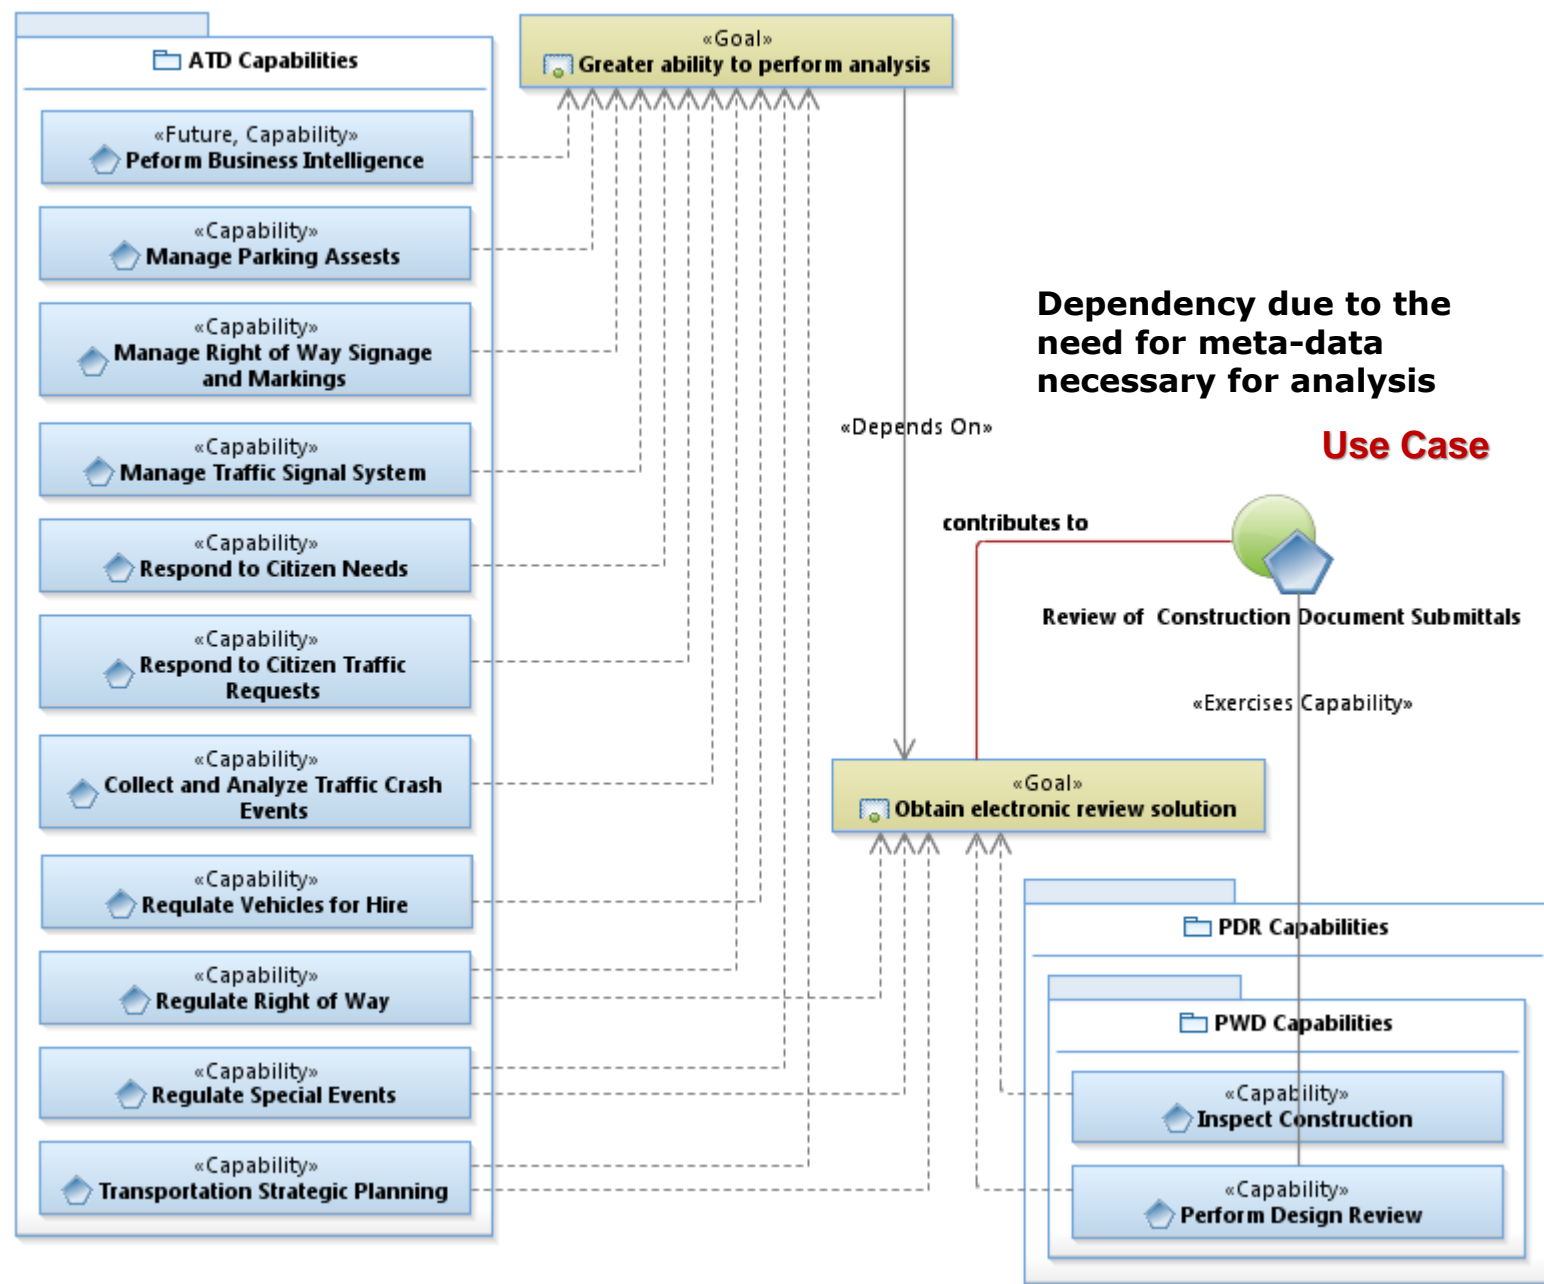 ATD Capabilities
«Future, Capability»
Peform Business Intelligence
«Capability»
Manage Parking Assests
«Capability»
Manage Right of Way Signage
and Markings
«Capability»
Manage Traffic Signal System
«Capability»
Respond to Citizen Needs
«Capability»
Respond to Citizen Traffic
Requests
«Capability»
Collect and Analyze Traffic Crash
Events
«Capability»
Requlate Vehicles for Hire
«Capability»
Regulate Right of Way
«Capability»
Regulate Special Events
«Capability»
Transportation Strategic Planning
«Goal»
Greater ability to perform analysis
Dependency due to the
need for meta-data
necessary for analysis
«Depends On»
Use Case
contributes to
Review of Construction Document Submittals
«Exercises Capability»
«Goal»
Obtain electronic review solution
PDR Capabilities
PWD Capabilities
«Capability»
Inspect Construction
«Capability»
Perform Design Review